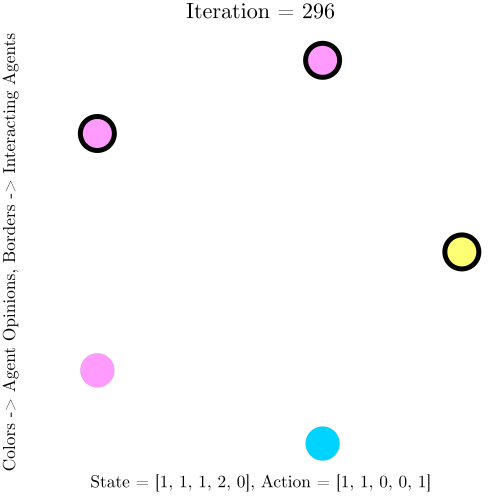 Iteration = 296
Colors -> Agent Opinions, Borders -> Interacting Agents
State = [1, 1, 1, 2, 0], Action = [1, 1, 0, 0, 1]